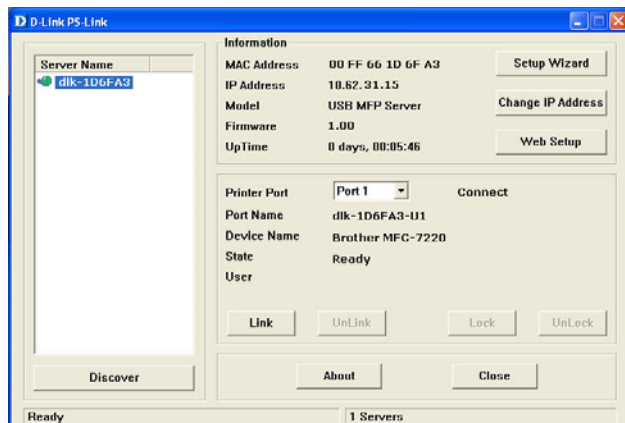 D-Link PS-Link
Server Name
dlk-1D6FA3
Discover
Information
MAC Address 00 FF 66 1D 6F A3
IP Address 10.62.31.15
Model USB MFP Server
Firmware 1.00
UpTime 0 days, 00:05:46
Setup Wizard
Change IP Address
Web Setup
Printer Port Port 1 Connect
Port Name dlk-1D6FA3-U1
Device Name Brother MFC-7220
State Ready
User
Link UnLink Lock UnLock
About Close
Ready 1 Servers